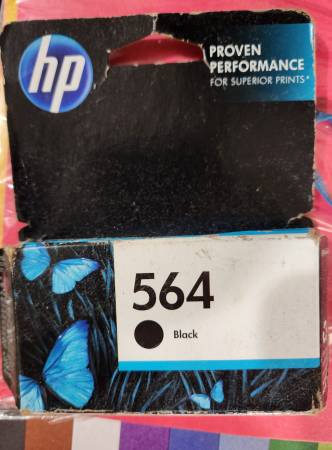 hp
PROVEN
PERFORMANCE
FOR SUPERIOR PRINTS*
564
Black